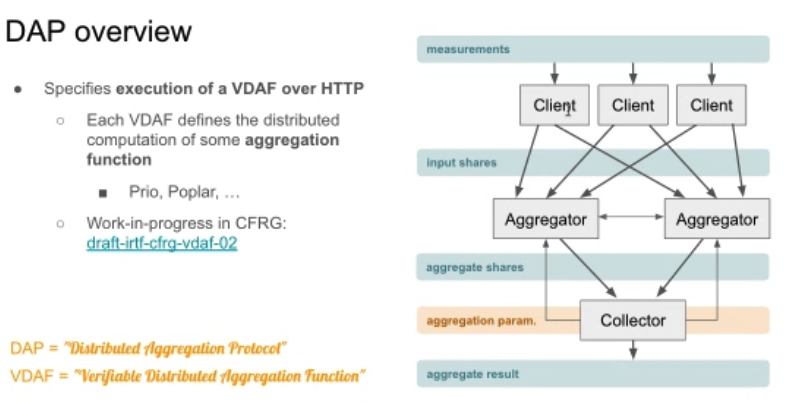 DAP overview
● Specifies execution of a VDAF over HTTP
○ Each VDAF defines the distributed
computation of some aggregation
function
■ Prio, Poplar, ...
○ Work-in-progress in CFRG:
draft-irtf-cfrg-vdaf-02
DAP = "Distributed Aggregation Protocol"
VDAF = "Verifiable Distributed Aggregation Function"
measurements
Client Client Client
input shares
Aggregator Aggregator
aggregate shares
aggregation param. Collector
aggregate result